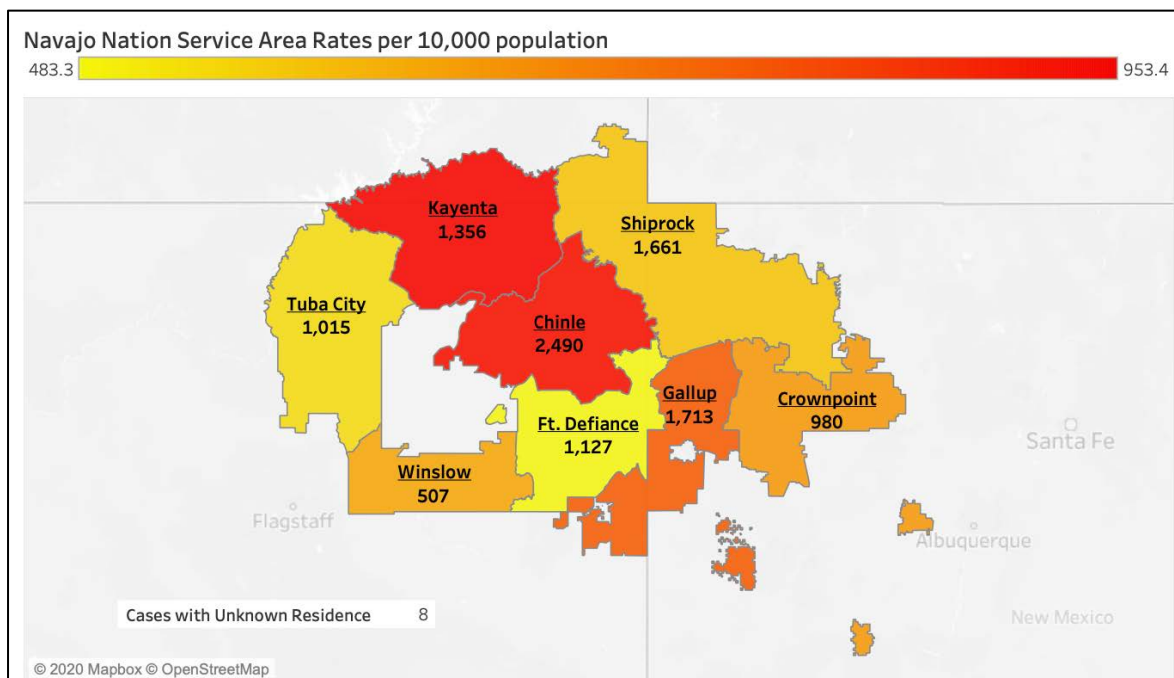 Navajo Nation Service Area Rates per 10,000 population
483.3 953.4
Kayenta
1,356
Shiprock
1,661
Tuba City
1,015
Chinle
2,490
Gallup
1,713
Crownpoint
980
Ft. Defiance
1,127
Santa Fe
Winslow
507
Flagstaff
Albuquerque
Cases with Unknown Residence 8
New Mexico
© 2020 Mapbox © OpenStreetMap